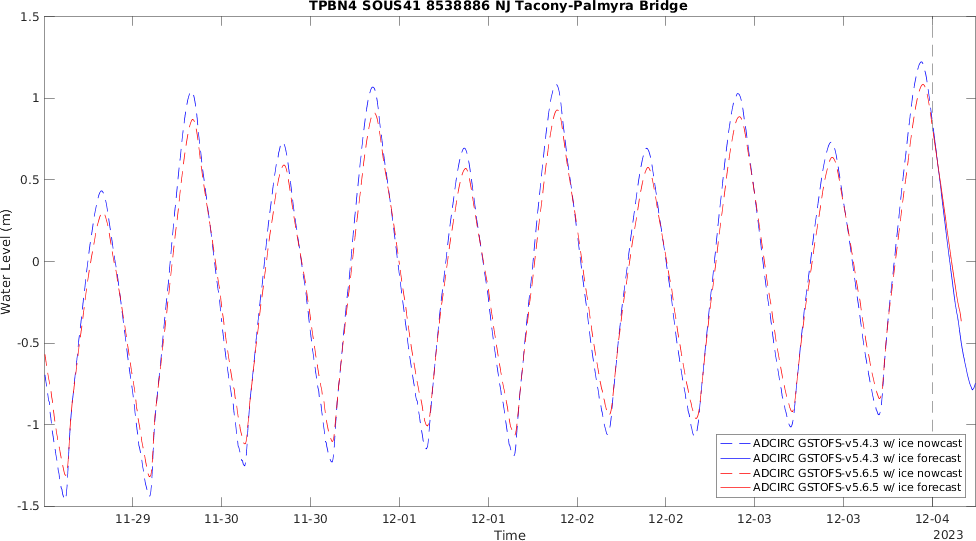 TPBN4 SOUS41 8538886 NJ Tacony-Palmyra Bridge
1.5
1
0.5
0
-0.5
-1
-1.5
Water Level (m)
11-29
11-30
11-30
12-01
12-01
12-02
12-02
12-03
12-03
12-04
2023
Time
ADCIRC GSTOFS-v5.4.3 w/ ice nowcast
ADCIRC GSTOFS-v5.4.3 w/ ice forecast
ADCIRC GSTOFS-v5.6.5 w/ ice nowcast
ADCIRC GSTOFS-v5.6.5 w/ ice forecast